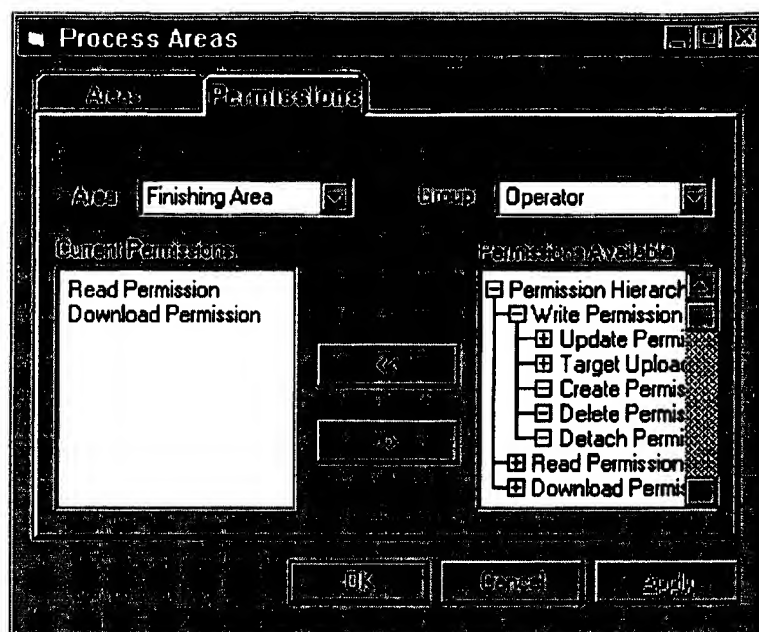 Process Areas
Areas Permissions
Area Finishing Area Group Operator
Current Permissions: Permissions Available
Read Permission
Download Permission
Permission Hierarch
Write Permission
Update Permi
Target Uploa
Create Permis
Delete Permis
Detach Permi
Read Permission
Download Permis
<<
>>
OK Cancel Apply